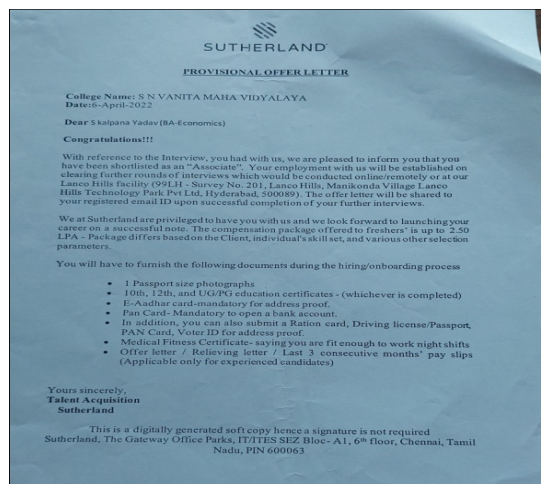 SUTHERLAND
PROVISIONAL OFFER LETTER
College Name: S N VANITA MAHA VIDYALAYA
Date:6-April-2022
Dear S kalpana Yadav (BA-Economics)
Congratulations!!!
With reference to the Interview, you had with us, we are pleased to inform you that you
have been shortlisted as an “Associate”. Your employment with us will be established on
clearing further rounds of interviews which would be conducted online/remotely or at our
Lanco Hills facility (99LH - Survey No. 201, Lanco Hills, Manikonda Village Lanco
Hills Technology Park Pvt Ltd, Hyderabad, 500089). The offer letter will be shared to
your registered email ID upon successful completion of your further interviews.
We at Sutherland are privileged to have you with us and we look forward to launching your
career on a successful note. The compensation package offered to freshers’ is up to 2.50
LPA - Package differs based on the Client, individual's skill set, and various other selection
parameters.
You will have to furnish the following documents during the hiring/onboarding process
• 1 Passport size photographs
• 10th, 12th, and UG/PG education certificates - (whichever is completed)
• E-Aadhar card-mandatory for address proof.
• Pan Card- Mandatory to open a bank account.
• In addition, you can also submit a Ration card, Driving license/Passport,
PAN Card, Voter ID for address proof.
• Medical Fitness Certificate- saying you are fit enough to work night shifts
• Offer letter / Relieving letter / Last 3 consecutive months’ pay slips
(Applicable only for experienced candidates)
Yours sincerely,
Talent Acquisition
Sutherland
This is a digitally generated soft copy hence a signature is not required
Sutherland, The Gateway Office Parks, IT/ITES SEZ Bloc- A1, 6th floor, Chennai, Tamil
Nadu, PIN 600063